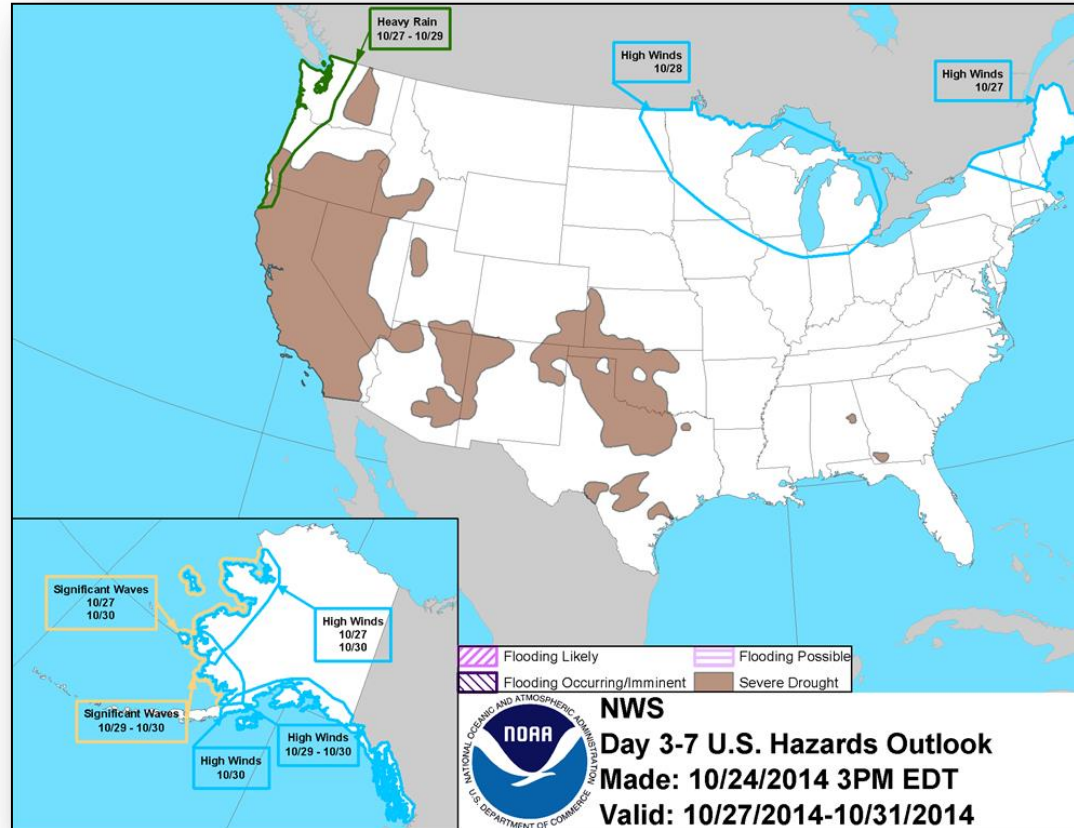 Heavy Rain
10/27 - 10/29
High Winds
10/28
High Winds
10/27
Significant Waves
10/27
10/30
High Winds
10/27
10/30
Significant Waves
10/29 - 10/30
High Winds
10/30
High Winds
10/29 - 10/30
Flooding Likely
Flooding Possible
Flooding Occurring/Imminent
Severe Drought
NATIONAL OCEANIC AND ATMOSPHERIC ADMINISTRATION
NOAA
U.S. DEPARTMENT OF COMMERCE
NWS
Day 3-7 U.S. Hazards Outlook
Made: 10/24/2014 3PM EDT
Valid: 10/27/2014-10/31/2014